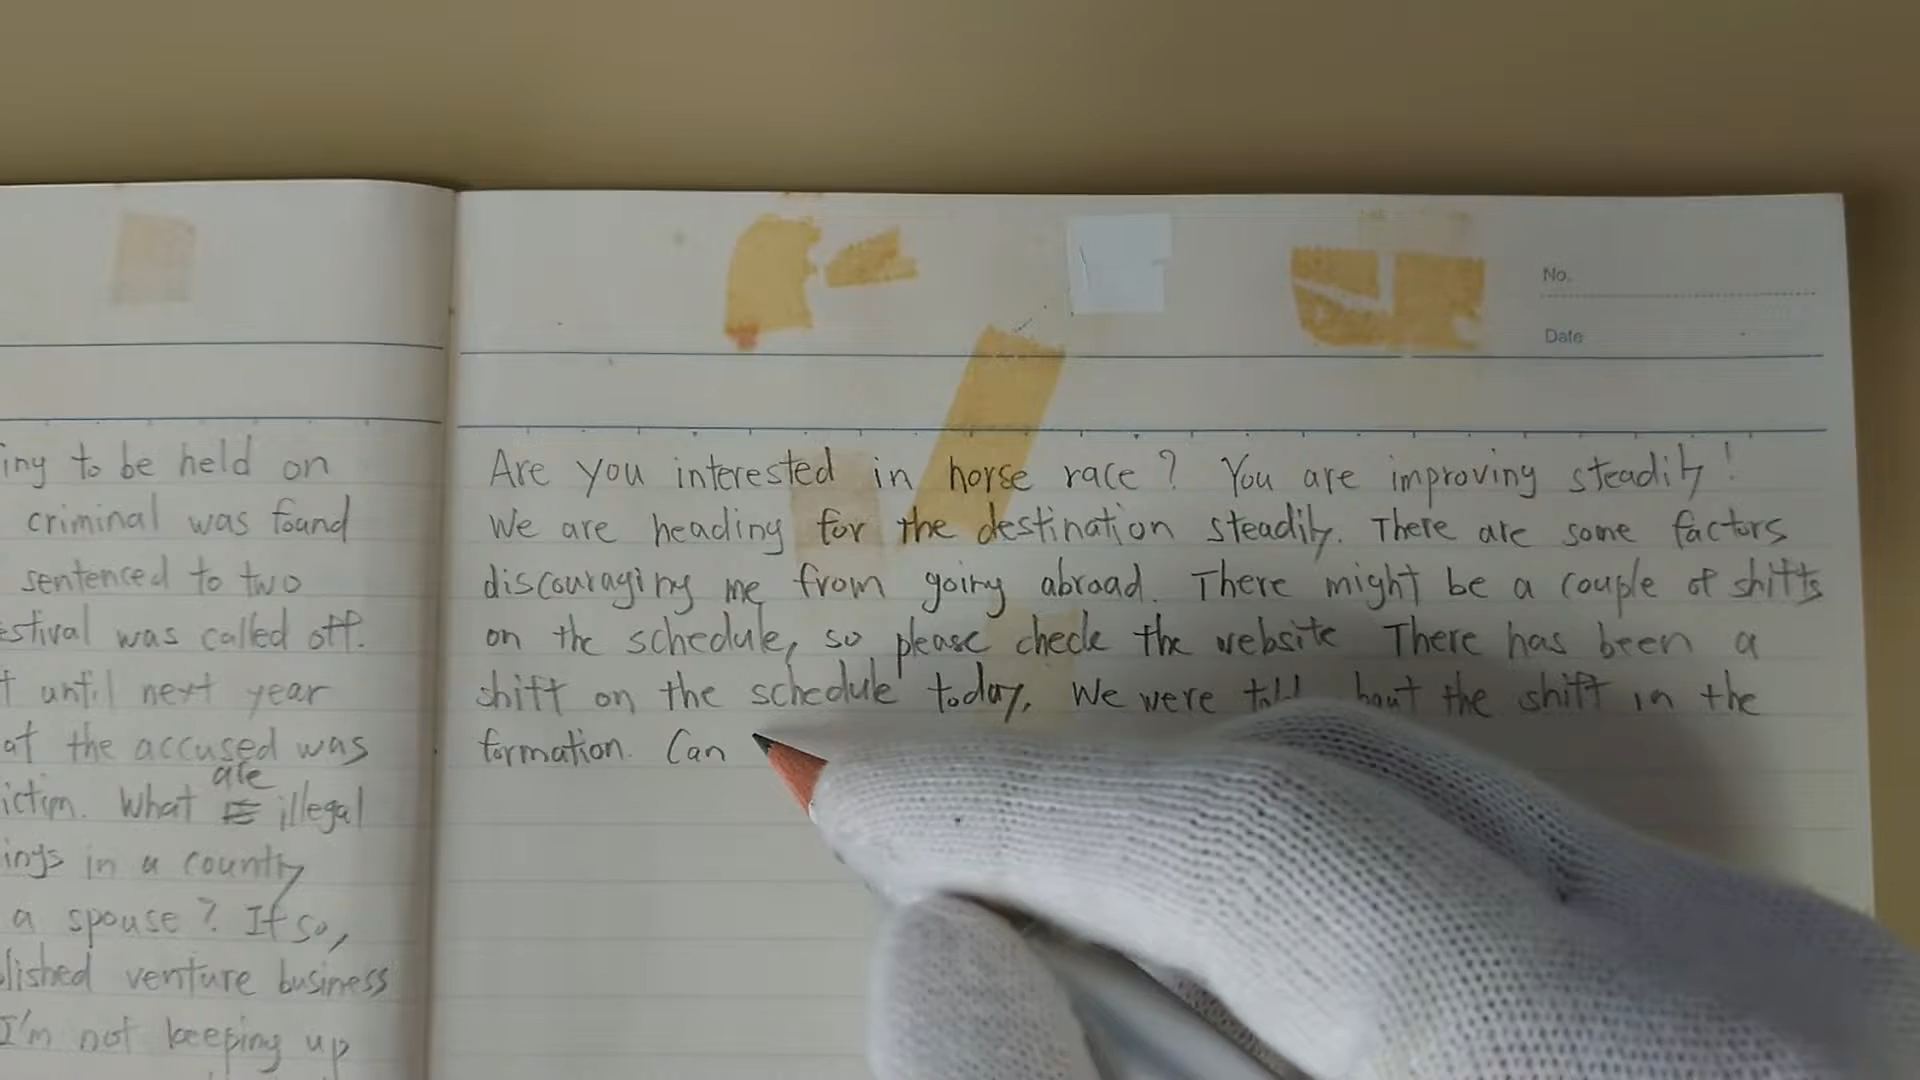 iny to be held on
criminal was found
sentenced to two
estival was called off.
t until next year
at the accused was
are
ictim. What illegal
ings in a county
a spouse? If so,
lished venture business
I'm not keeping up
No.
Date
Are you interested in horse race? You are improving steadily!
We are heading for the destination steadily. There are some factors
discouraging me from going abroad. There might be a couple of shifts
on the schedule, so please check the website There has been a
shift on the schedule today. We were the shift in the
formation. Can